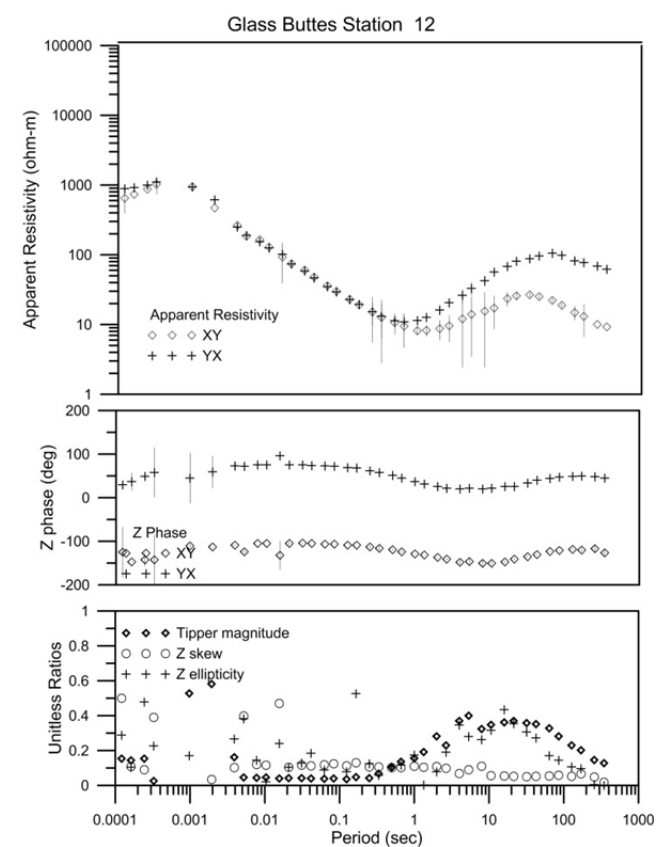 Glass Buttes Station 12
100000
10000
1000
100
10
1
Apparent Resistivity (ohm-m)
Apparent Resistivity
XY
YX
200
100
0
-100
-200
Z phase (deg)
Z Phase
XY
YX
1
0.8
0.6
0.4
0.2
0
Unitless Ratios
Tipper magnitude
Z skew
Z ellipticity
0.0001 0.001 0.01 0.1 1 10 100 1000
Period (sec)